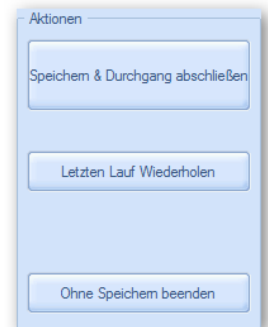 Aktionen
Speichern & Durchgang abschließen
Letzten Lauf Wiederholen
Ohne Speichern beenden